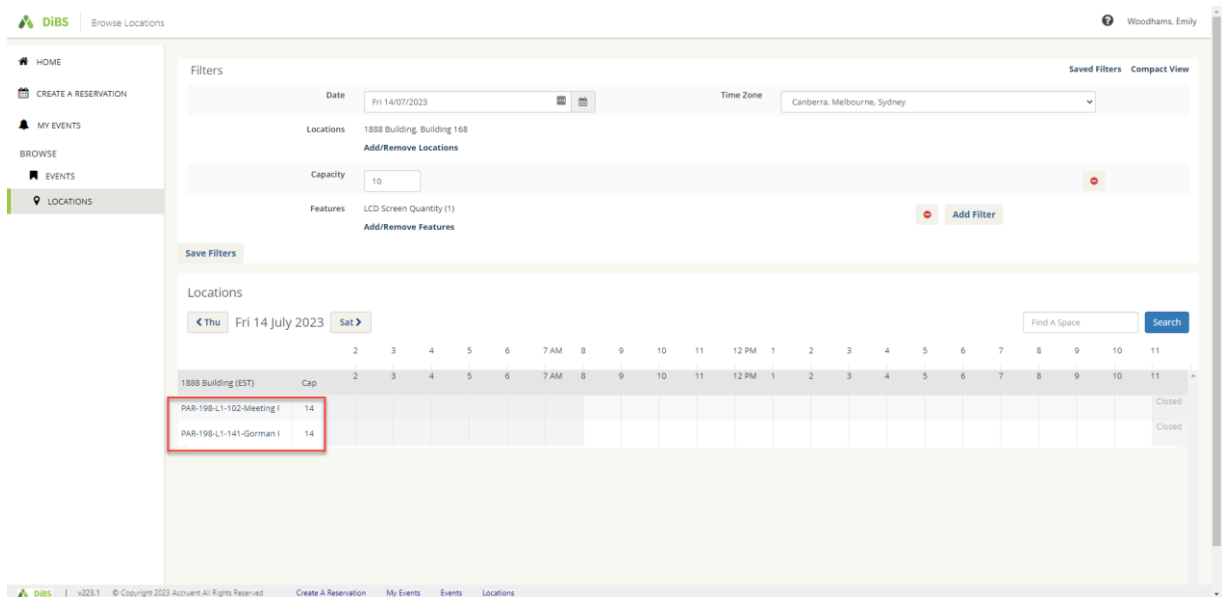 DiBS Browse Locations Woodhams, Emily
HOME
CREATE A RESERVATION
MY EVENTS
BROWSE
EVENTS
LOCATIONS
Filters Saved Filters Compact View
Date Fri 14/07/2023 Time Zone Canberra, Melbourne, Sydney
Locations 1888 Building, Building 168
Add/Remove Locations
Capacity 10
Features LCD Screen Quantity (1) Add Filter
Add/Remove Features
Save Filters
Locations
Thu Fri 14 July 2023 Sat Find A Space Search
2 3 4 5 6 7 AM 8 9 10 11 12 PM 1 2 3 4 5 6 7 8 9 10 11
1888 Building (EST) Cap 2 3 4 5 6 7 AM 8 9 10 11 12 PM 1 2 3 4 5 6 7 8 9 10 11
PAR-198-L1-102-Meeting 14 Closed
PAR-198-L1-141-Gorman 14 Closed
DiBS | v223.1 © Copyright 2023 Accruent All Rights Reserved Create A Reservation My Events Events Locations